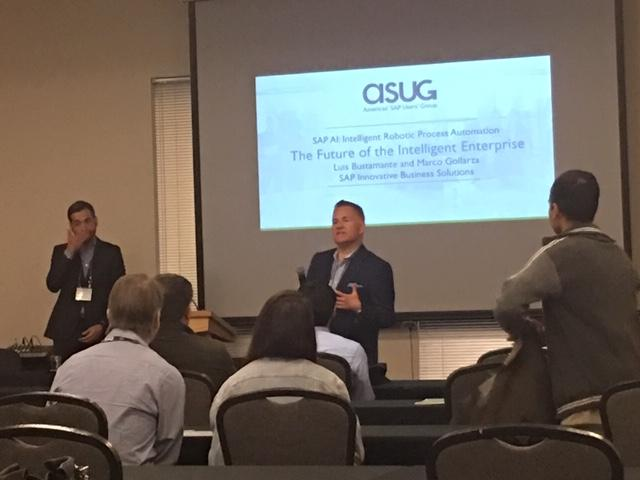 asug
Americas' SAP Users' Group
SAP AI: Intelligent Robotic Process Automation
The Future of the Intelligent Enterprise
Luis Bustamante and Marco Gollarza
SAP Innovative Business Solutions